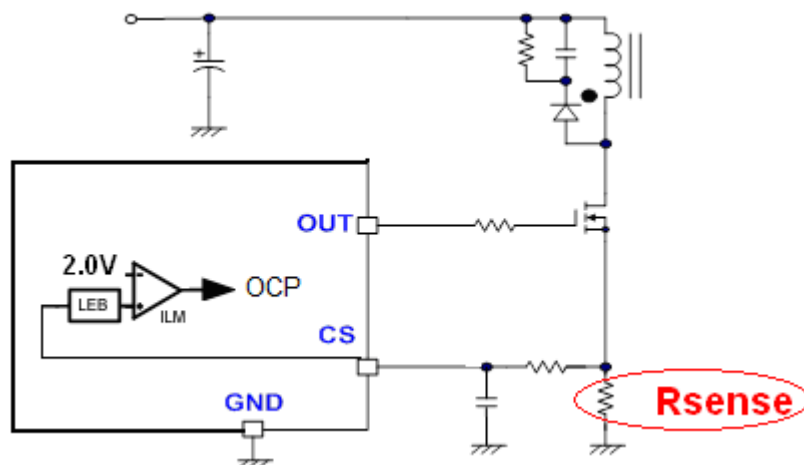 OUT
2.0V
LEB
ILM
OCP
CS
GND
Rsense